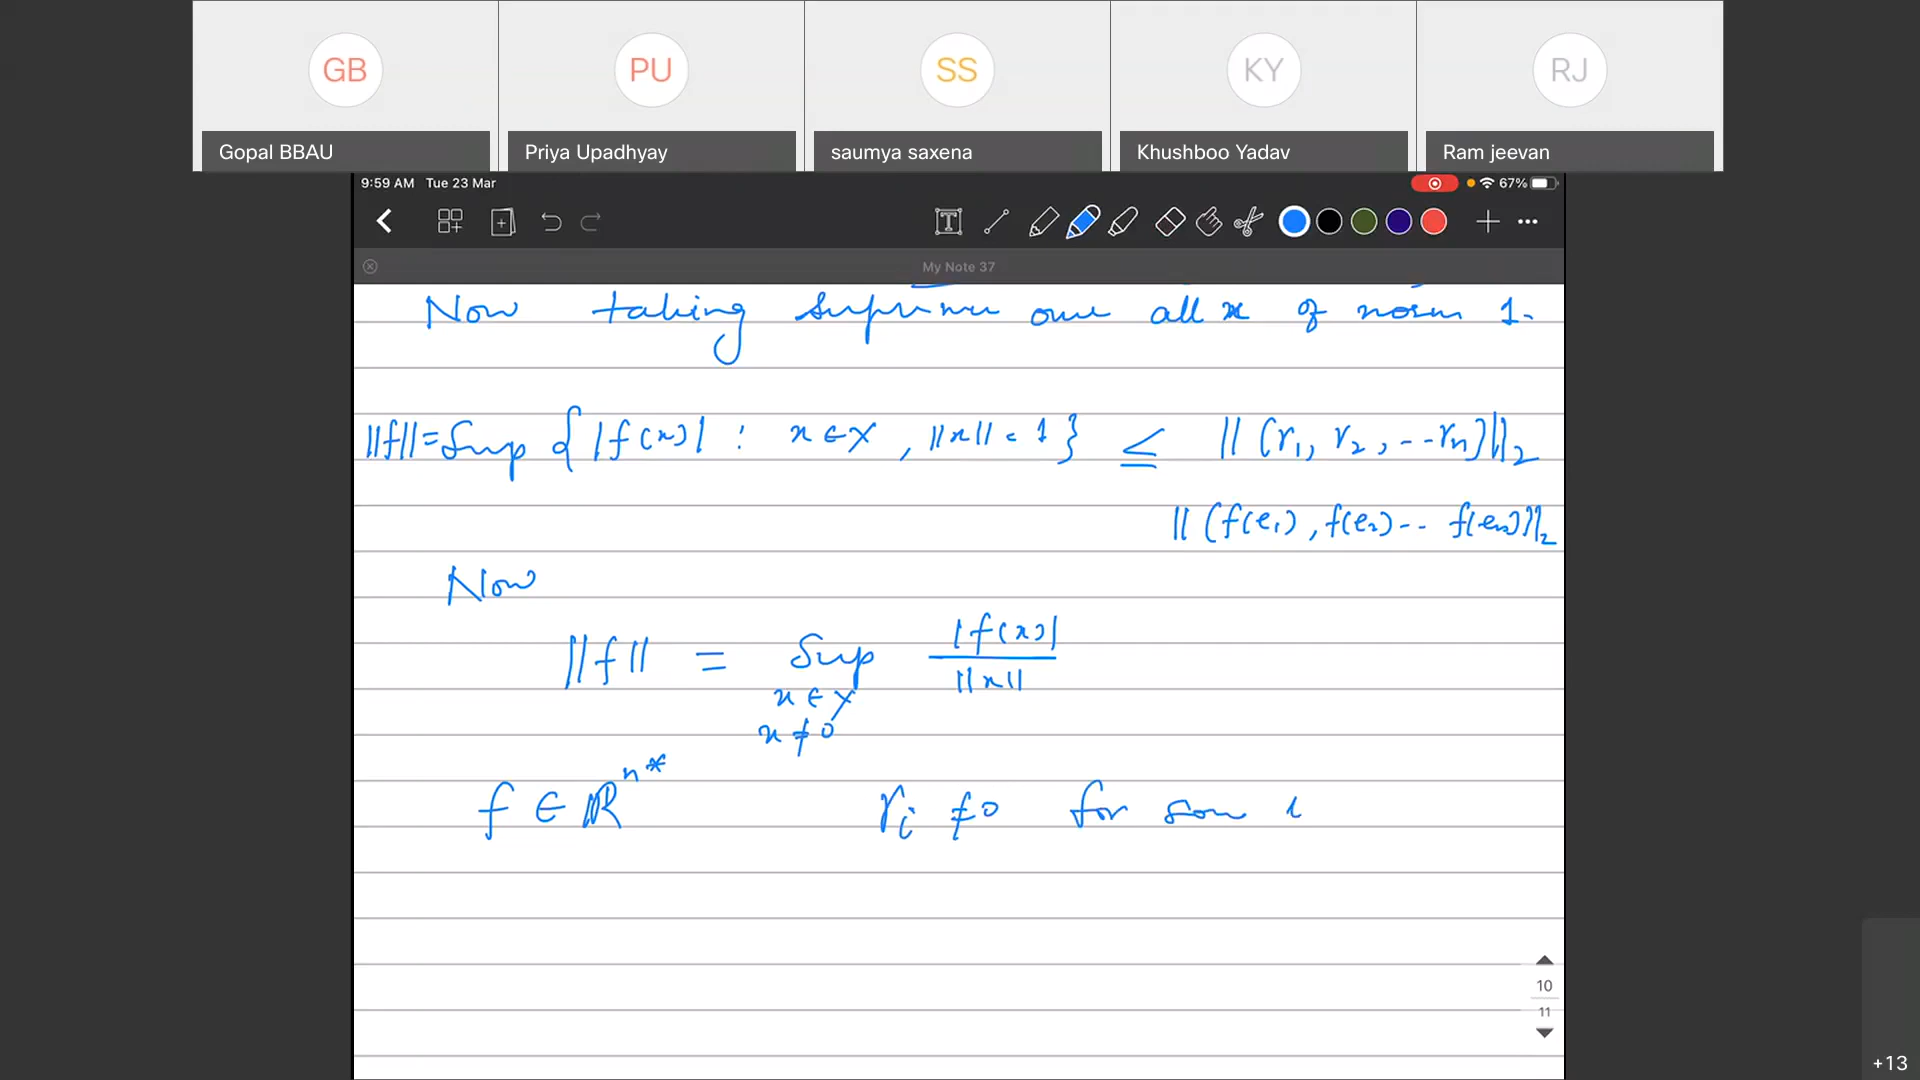 GB PU SS KY RJ
Gopal BBAU Priya Upadhyay saumya saxena Khushboo Yadav Ram jeevan
9:59 AM Tue 23 Mar 67%
My Note 37
Now taking supremum over all x of norm 1.
||f|| = Sup { |f(x)| : x ∈ X, ||x|| = 1 } ≤ ||(r₁, r₂, ... rₙ)||₂
||(f(e₁), f(e₂) ... f(eₙ))||₂
Now
||f|| = Sup |f(x)| / ||x||
x ∈ X
x ≠ 0
f ∈ ℝⁿ* rᵢ ≠ 0 for som i
10
11
+13